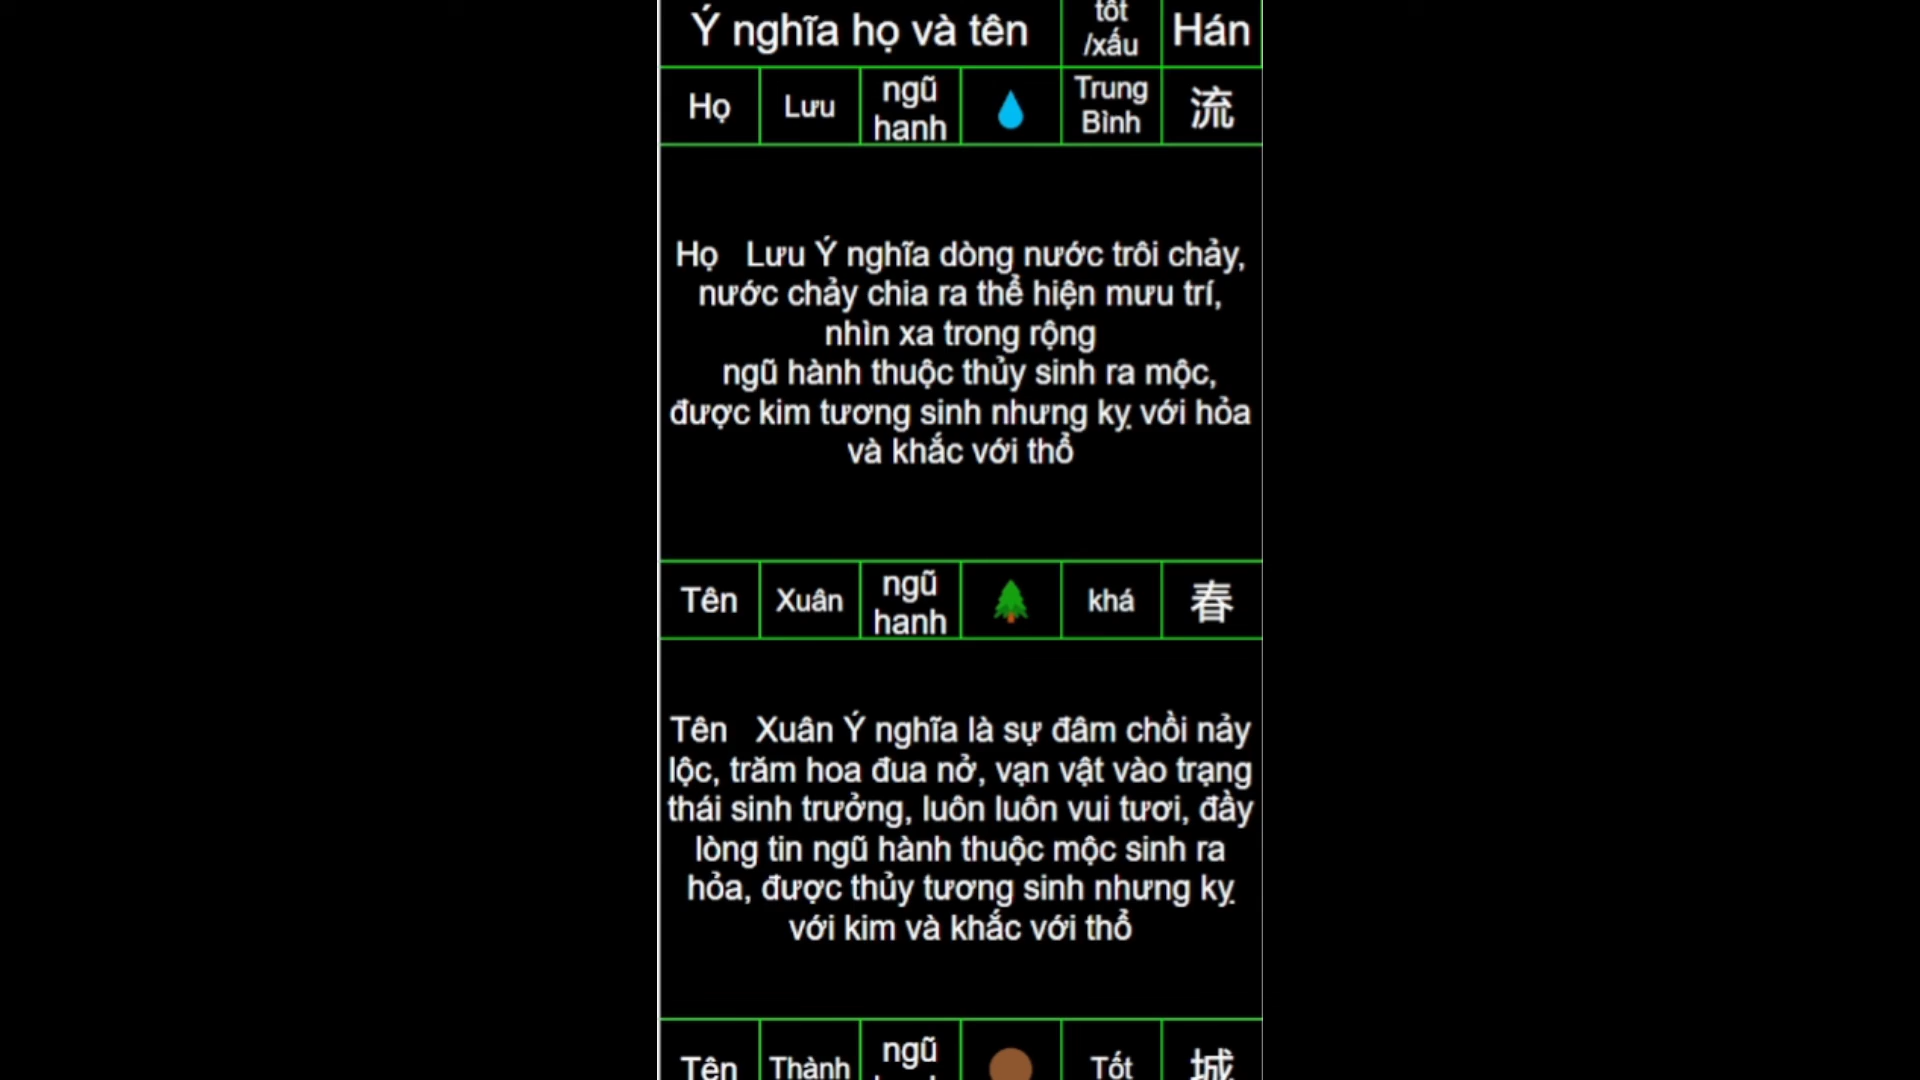 Ý nghĩa họ và tên
tốt
/xấu
Hán
Họ
Lưu
ngũ
hanh
Trung
Bình
流
Họ Lưu Ý nghĩa dòng nước trôi chảy,
nước chảy chia ra thể hiện mưu trí,
nhìn xa trong rộng
ngũ hành thuộc thủy sinh ra mộc,
được kim tương sinh nhưng kỵ với hỏa
và khắc với thổ
Tên
Xuân
ngũ
hanh
khá
春
Tên Xuân Ý nghĩa là sự đâm chồi nảy
lộc, trăm hoa đua nở, vạn vật vào trạng
thái sinh trưởng, luôn luôn vui tươi, đầy
lòng tin ngũ hành thuộc mộc sinh ra
hỏa, được thủy tương sinh nhưng kỵ
với kim và khắc với thổ
Tên
Thành
ngũ
Tốt
城